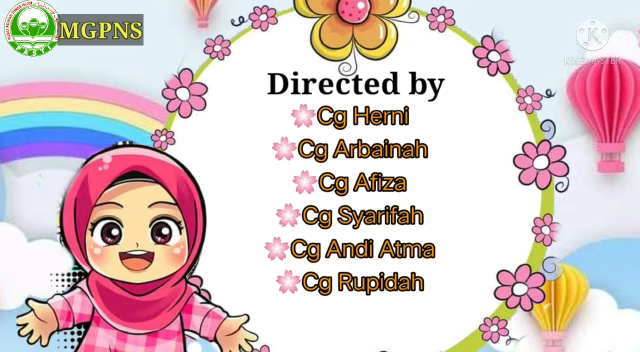 MGPNS
Directed by
Cg Herni
Cg Arbainah
Cg Afiza
Cg Syarifah
Cg Andi Atma
Cg Rupidah